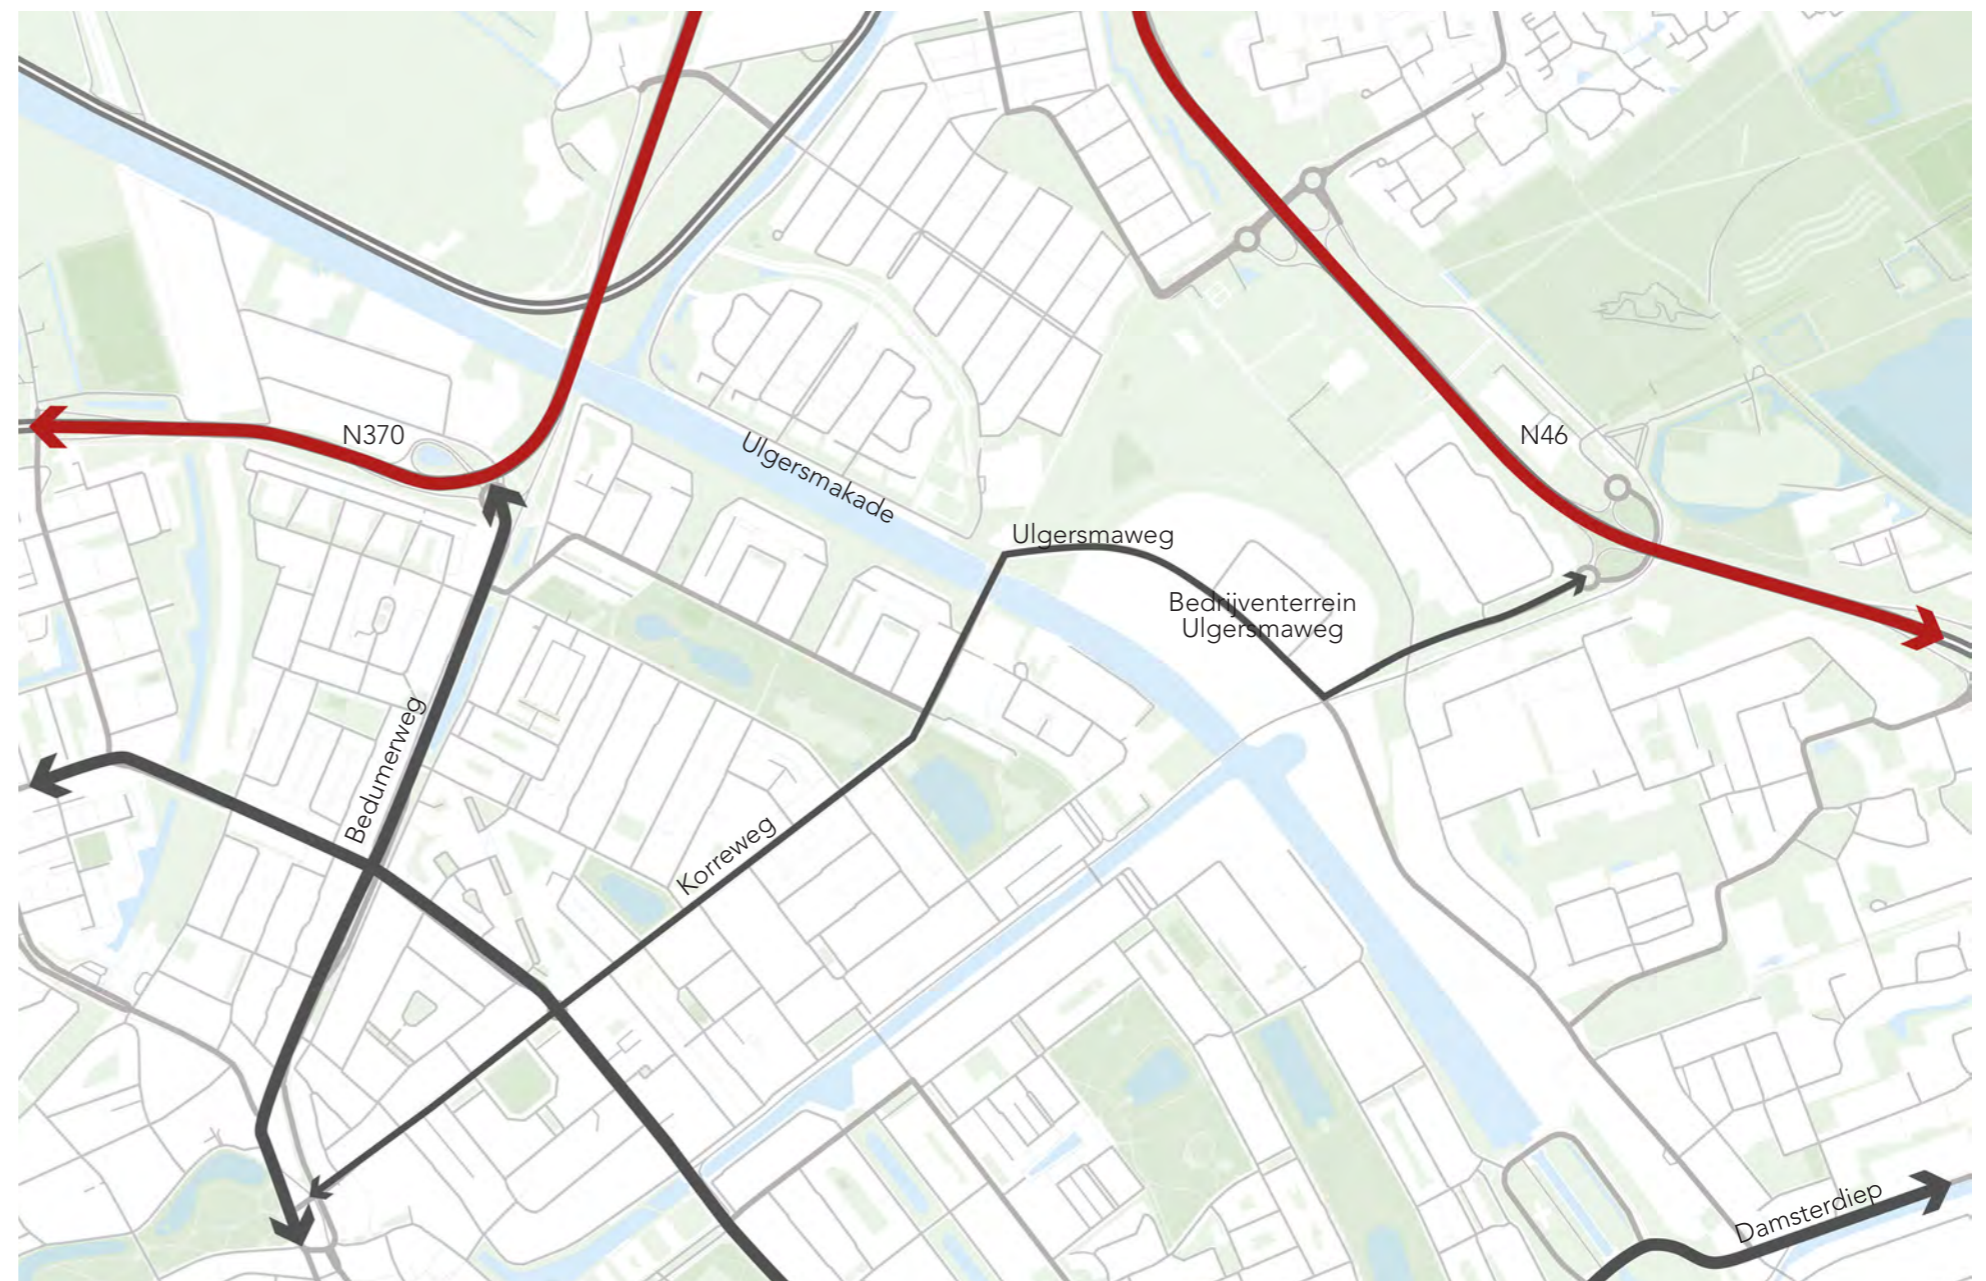 N370
N46
Ulgersmakade
Ulgersmaweg
Bedrijventerrein
Ulgersmaweg
Bedumerweg
Korreweg
Damsterdiep